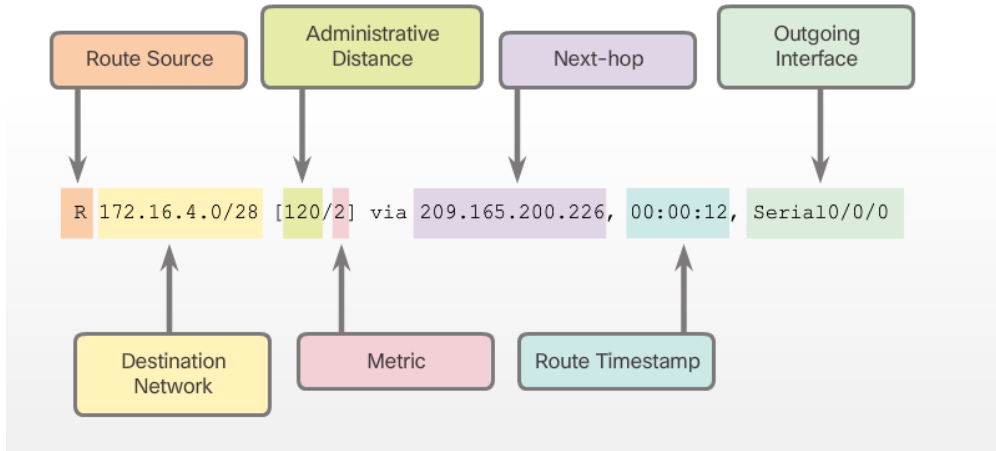 Administrative
Distance
Outgoing
Interface
Route Source
Next-hop
R 172.16.4.0/28 [120/2] via 209.165.200.226, 00:00:12, Serial0/0/0
Destination
Network
Metric
Route Timestamp